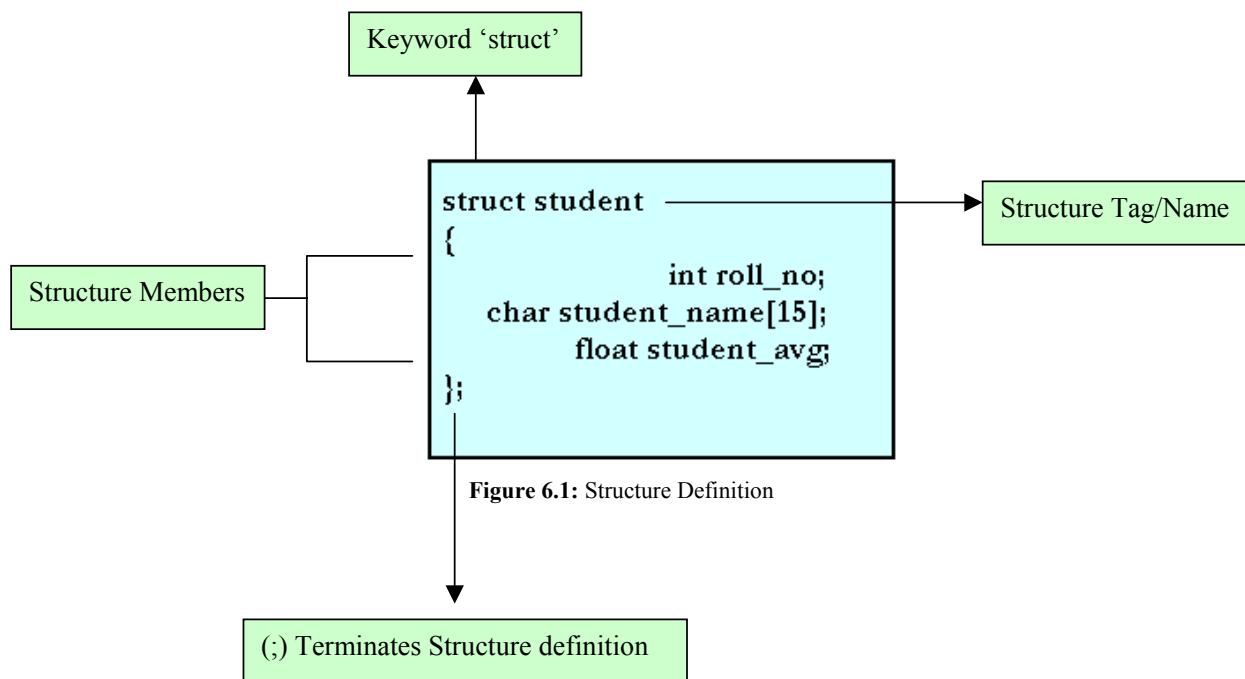 Keyword ‘struct’
struct student
Structure Tag/Name
{
Structure Members
int roll_no;
char student_name[15];
float student_avg;
};
Figure 6.1: Structure Definition
(;) Terminates Structure definition